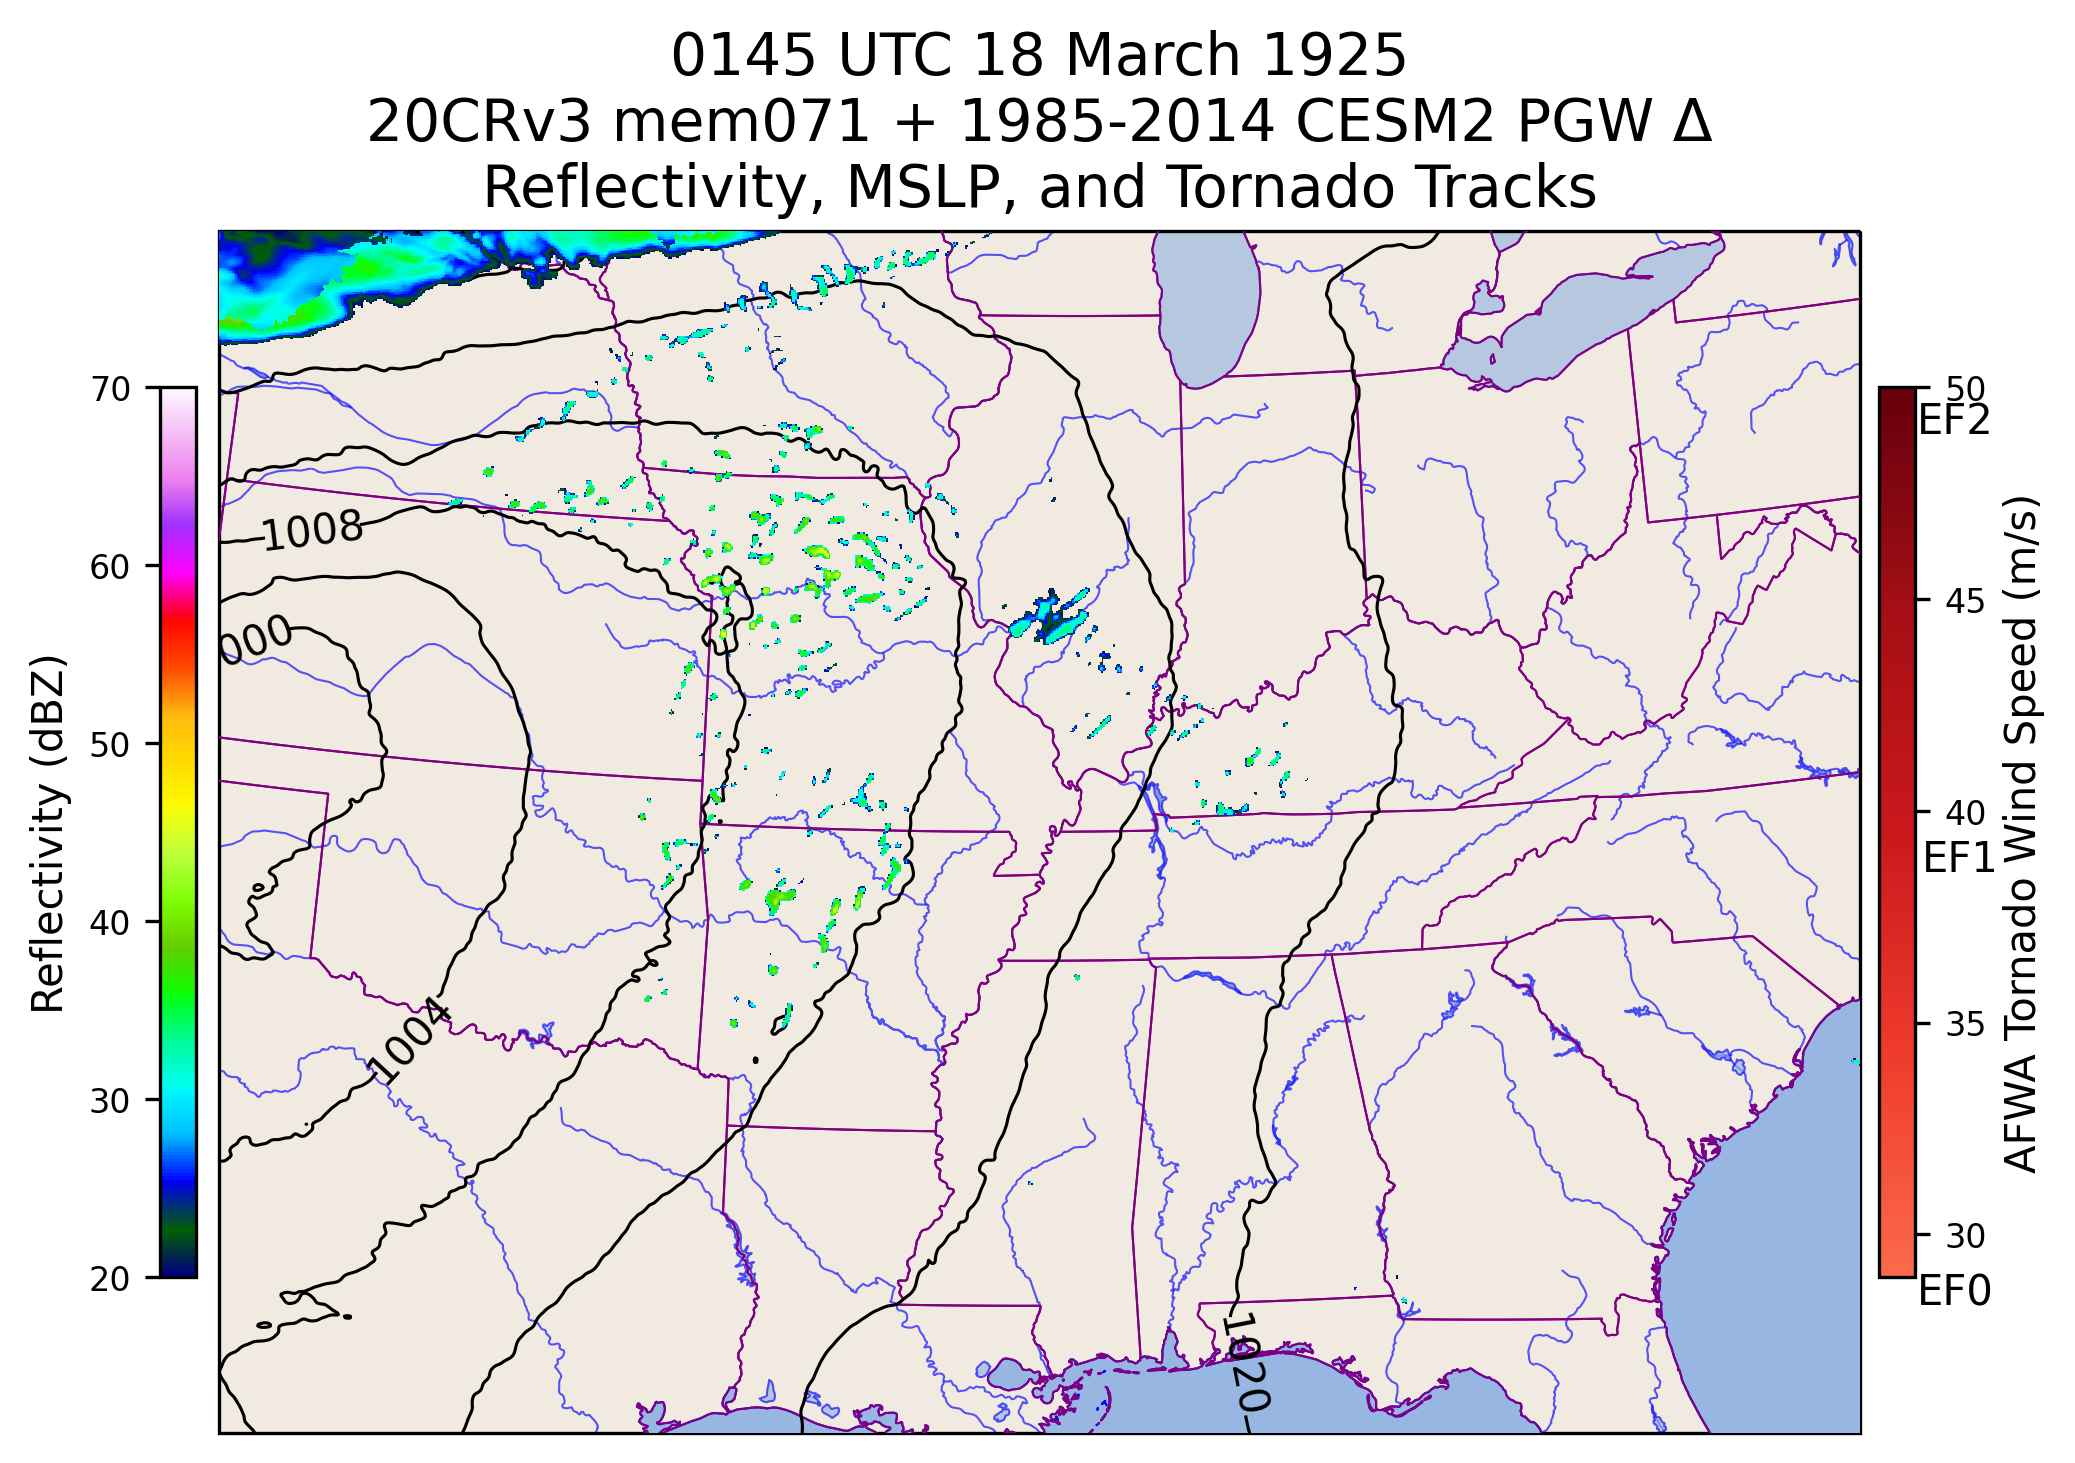 0145 UTC 18 March 1925
20CRv3 mem071 + 1985-2014 CESM2 PGW Δ
Reflectivity, MSLP, and Tornado Tracks
Reflectivity (dBZ)
70
60
50
40
30
20
1008
000
1004
1020
50
EF2
45
40
EF1
35
30
EF0
AFWA Tornado Wind Speed (m/s)